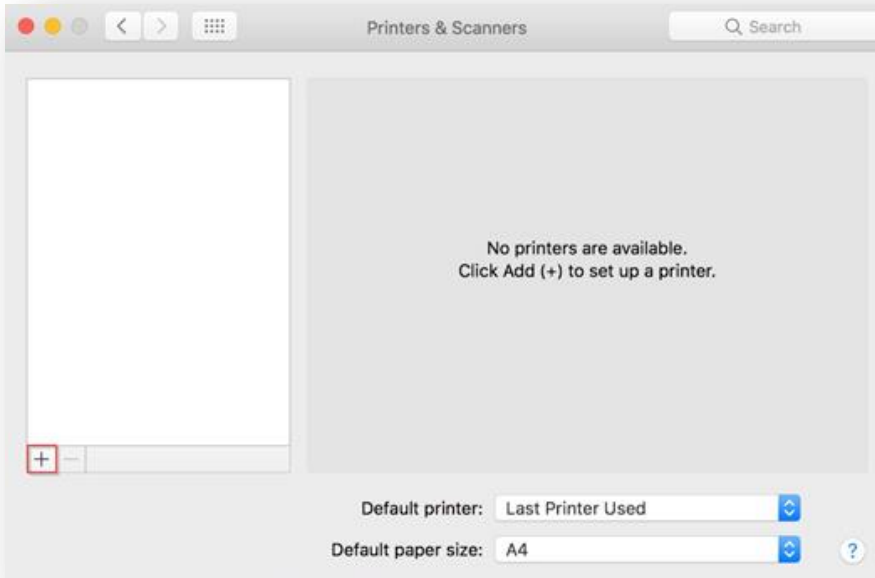 Printers & Scanners
Search
No printers are available.
Click Add (+) to set up a printer.
+ −
Default printer: Last Printer Used
Default paper size: A4
?